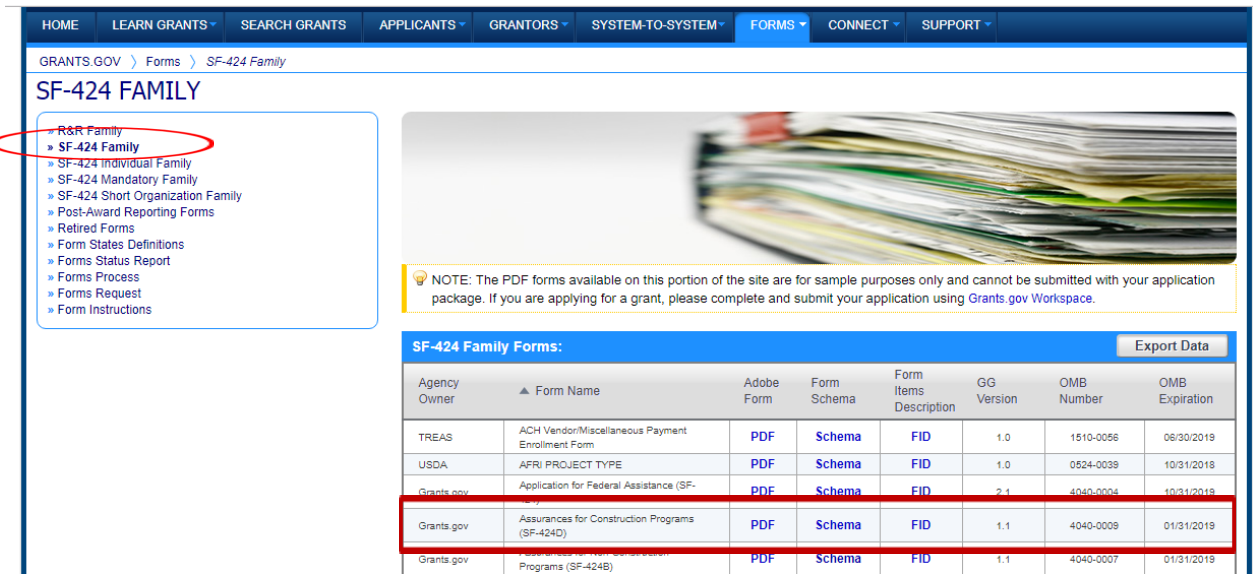 HOME LEARN GRANTS SEARCH GRANTS APPLICANTS GRANTORS SYSTEM-TO-SYSTEM FORMS CONNECT SUPPORT
GRANTS.GOV 〉 Forms 〉 SF-424 Family
SF-424 FAMILY
» R&R Family
» SF-424 Family
» SF-424 Individual Family
» SF-424 Mandatory Family
» SF-424 Short Organization Family
» Post-Award Reporting Forms
» Retired Forms
» Form States Definitions
» Forms Status Report
» Forms Process
» Forms Request
» Form Instructions
NOTE: The PDF forms available on this portion of the site are for sample purposes only and cannot be submitted with your application
package. If you are applying for a grant, please complete and submit your application using Grants.gov Workspace.
SF-424 Family Forms: Export Data
Agency Owner Form Name Adobe Form Form Schema Form Items Description GG Version OMB Number OMB Expiration
TREAS ACH Vendor/Miscellaneous Payment Enrollment Form PDF Schema FID 1.0 1510-0056 06/30/2019
USDA AFRI PROJECT TYPE PDF Schema FID 1.0 0524-0039 10/31/2018
Grants.gov Application for Federal Assistance (SF- PDF Schema FID 2.1 4040-0004 10/31/2019
Grants.gov Assurances for Construction Programs (SF-424D) PDF Schema FID 1.1 4040-0009 01/31/2019
Grants.gov Assurances for Non-Construction Programs (SF-424B) PDF Schema FID 1.1 4040-0007 01/31/2019